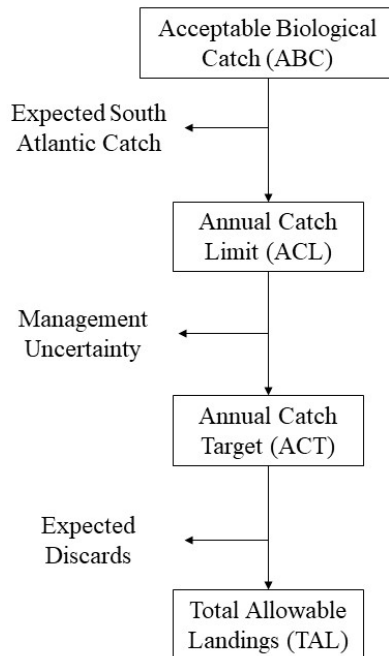 Acceptable Biological
Catch (ABC)
Expected South
Atlantic Catch
Annual Catch
Limit (ACL)
Management
Uncertainty
Annual Catch
Target (ACT)
Expected
Discards
Total Allowable
Landings (TAL)